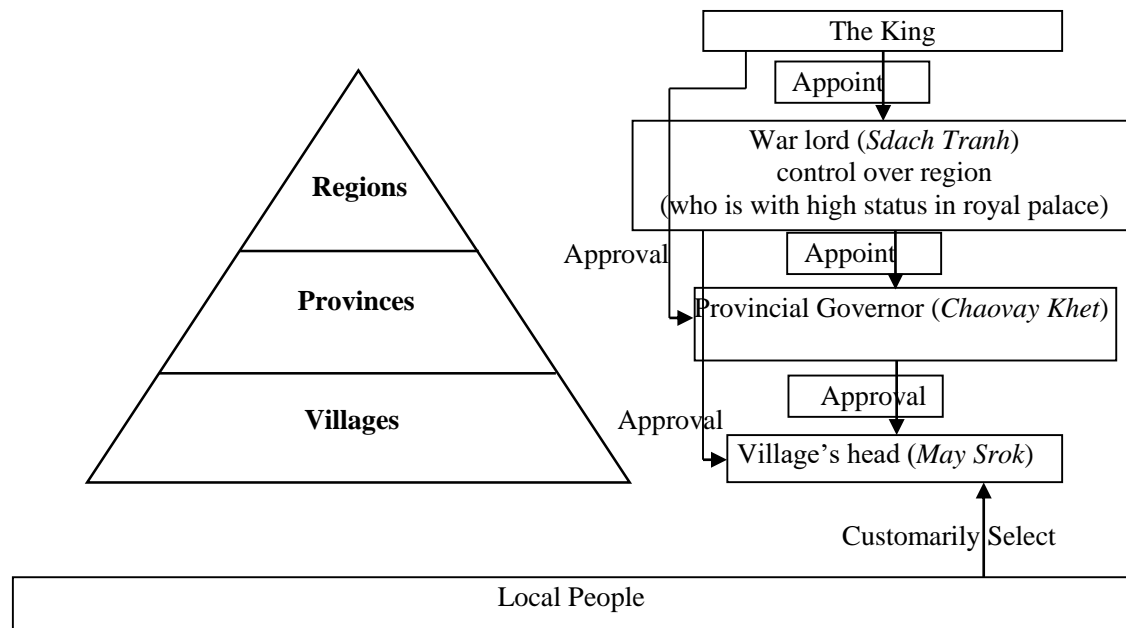 The King
Appoint
War lord (Sdach Tranh)
control over region
(who is with high status in royal palace)
Regions
Approval
Appoint
Provinces
Provincial Governor (Chaovay Khet)
Approval
Villages
Approval
Village’s head (May Srok)
Customarily Select
Local People